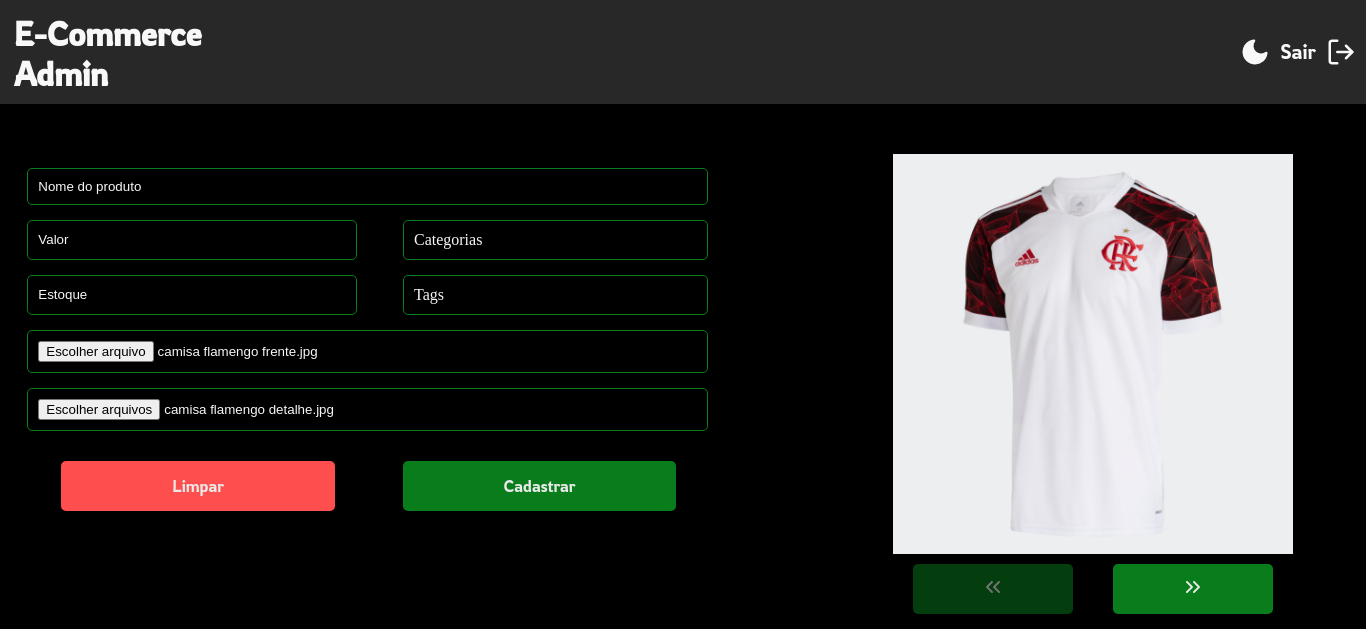 E-Commerce
Admin
Sair
Nome do produto
Valor
Categorias
Estoque
Tags
Escolher arquivo camisa flamengo frente.jpg
Escolher arquivos camisa flamengo detalhe.jpg
Limpar
Cadastrar
adidas
CRF